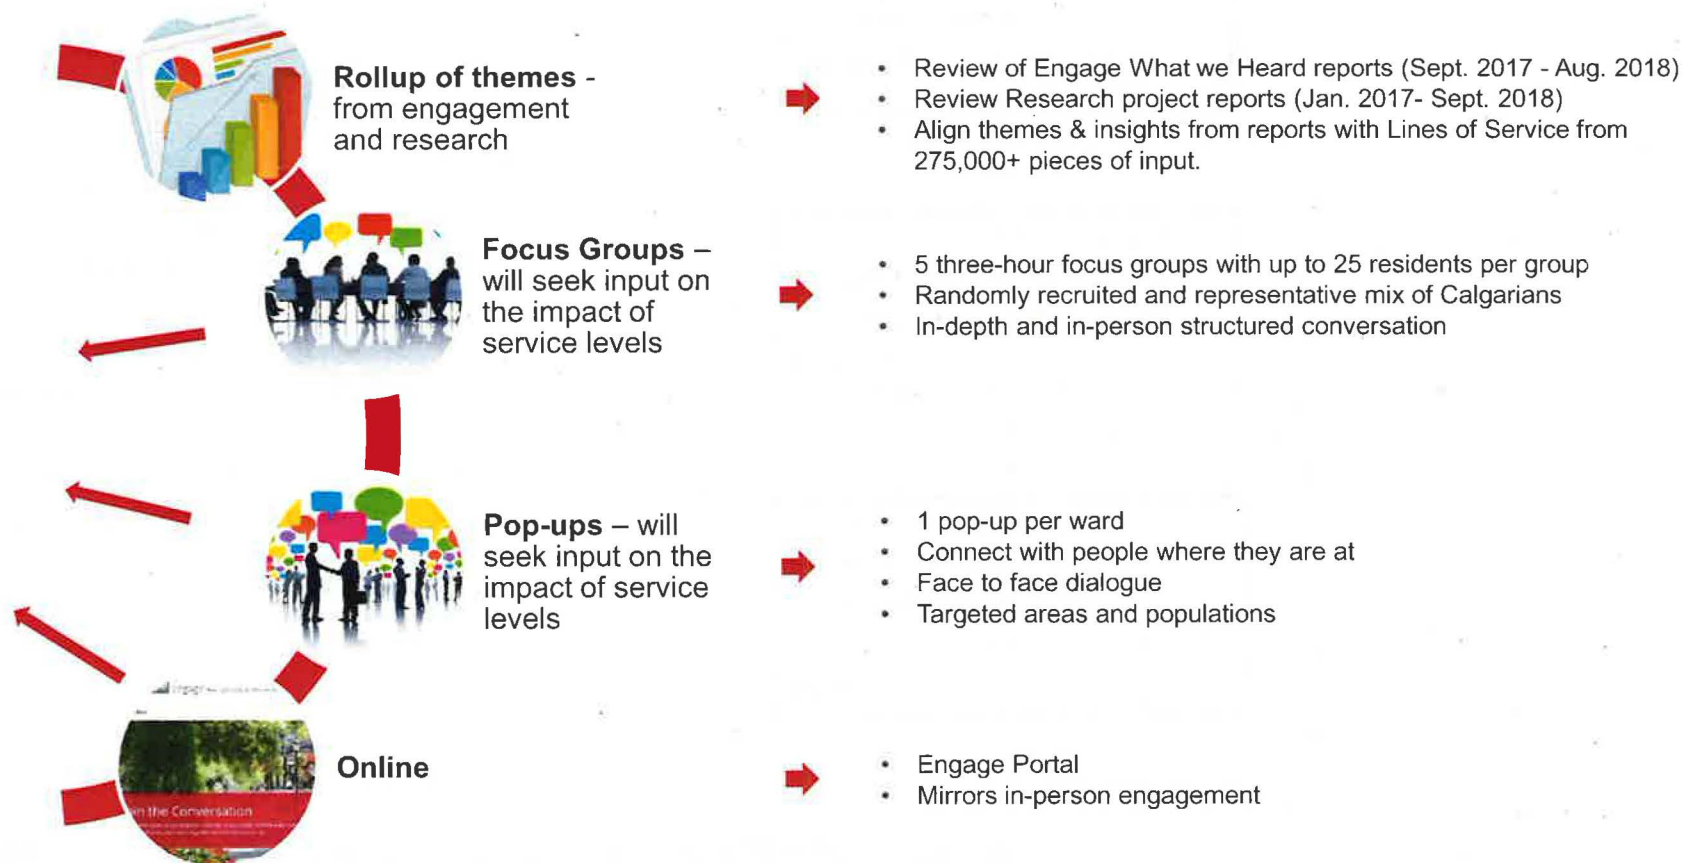 Rollup of themes -
from engagement
and research
• Review of Engage What we Heard reports (Sept. 2017 - Aug. 2018)
• Review Research project reports (Jan. 2017- Sept. 2018)
• Align themes & insights from reports with Lines of Service from
275,000+ pieces of input.
Focus Groups –
will seek input on
the impact of
service levels
• 5 three-hour focus groups with up to 25 residents per group
• Randomly recruited and representative mix of Calgarians
• In-depth and in-person structured conversation
Pop-ups – will
seek input on the
impact of service
levels
• 1 pop-up per ward
• Connect with people where they are at
• Face to face dialogue
• Targeted areas and populations
Engage
in the Conversation
Online
• Engage Portal
• Mirrors in-person engagement